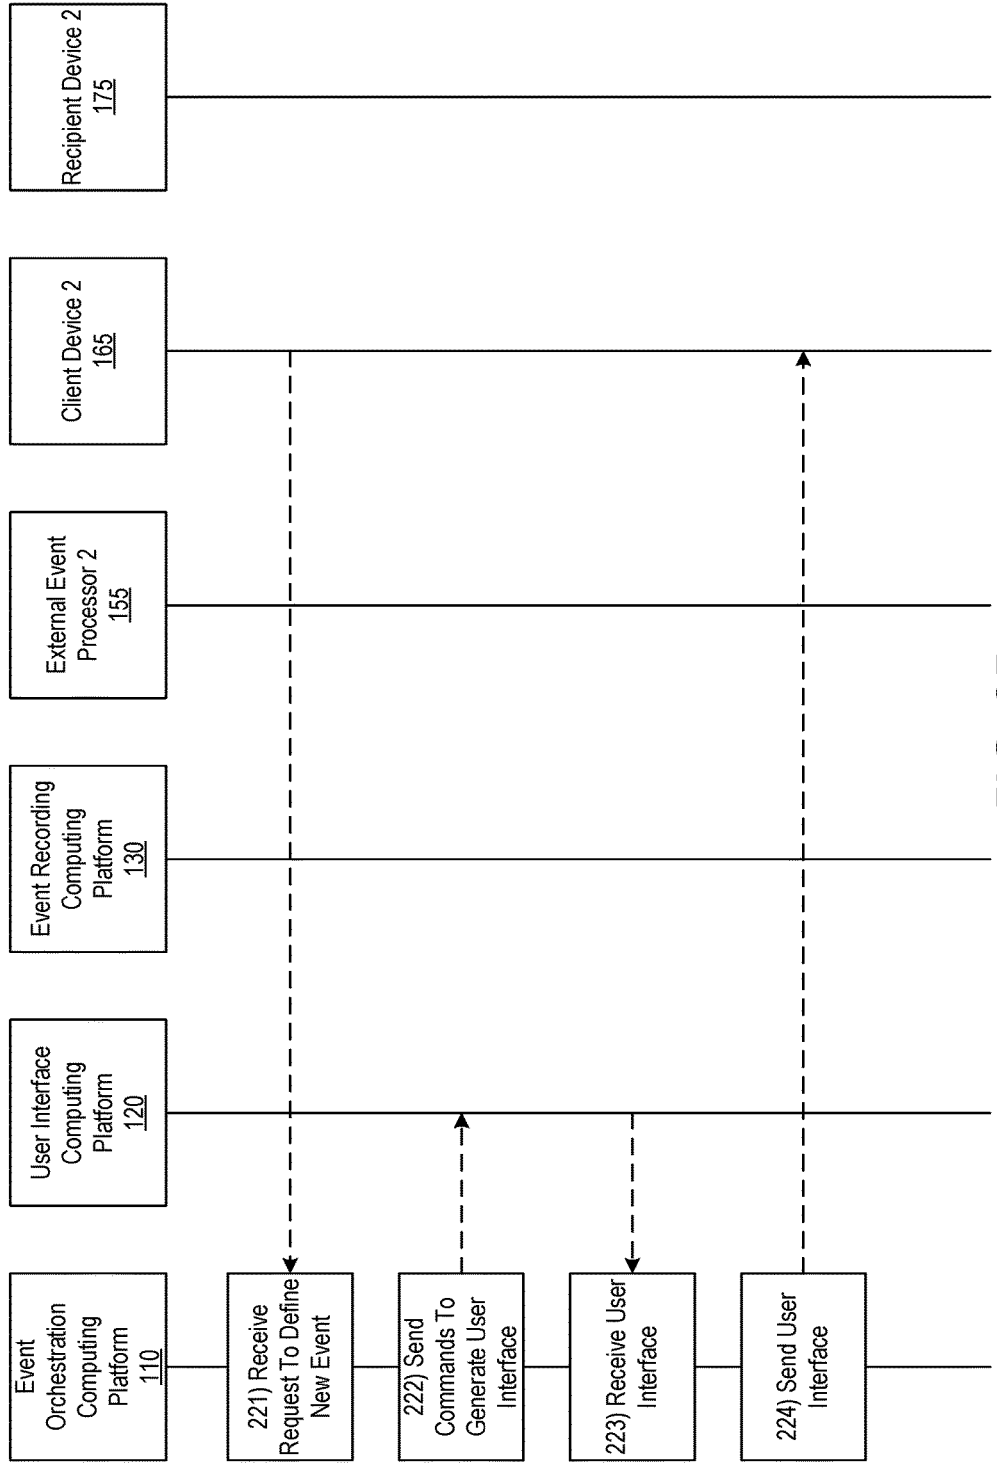 Event
Orchestration
Computing
Platform
110
User Interface
Computing
Platform
120
Event Recording
Computing
Platform
130
External Event
Processor 2
155
Client Device 2
165
Recipient Device 2
175
221) Receive
Request To Define
New Event
222) Send
Commands To
Generate User
Interface
223) Receive User
Interface
224) Send User
Interface